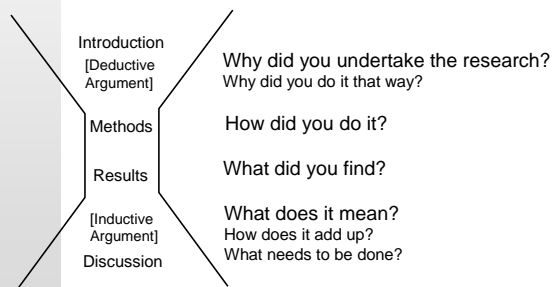 Introduction
[Deductive
Argument]
Why did you undertake the research?
Why did you do it that way?
Methods
How did you do it?
Results
What did you find?
[Inductive
Argument]
Discussion
What does it mean?
How does it add up?
What needs to be done?